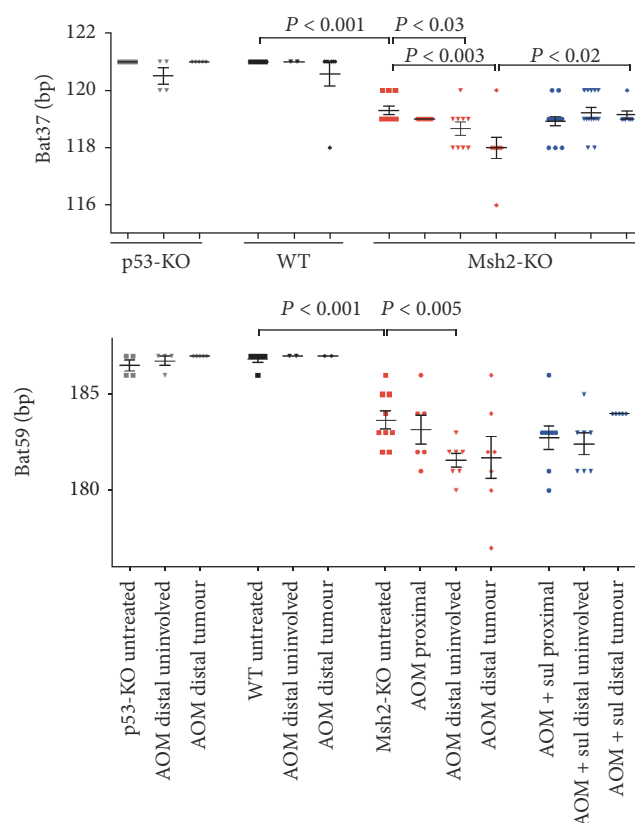 P < 0.001
P < 0.03
P < 0.003
P < 0.02
Bat37 (bp)
120
118
116
p53-KO
WT
Msh2-KO
P < 0.001
P < 0.005
Bat59 (bp)
185
180
p53-KO untreated
AOM distal uninvolved
AOM distal tumour
WT untreated
AOM distal uninvolved
AOM distal tumour
Msh2-KO untreated
AOM proximal
AOM distal uninvolved
AOM distal tumour
AOM + sul proximal
AOM + sul distal uninvolved
AOM + sul distal tumour